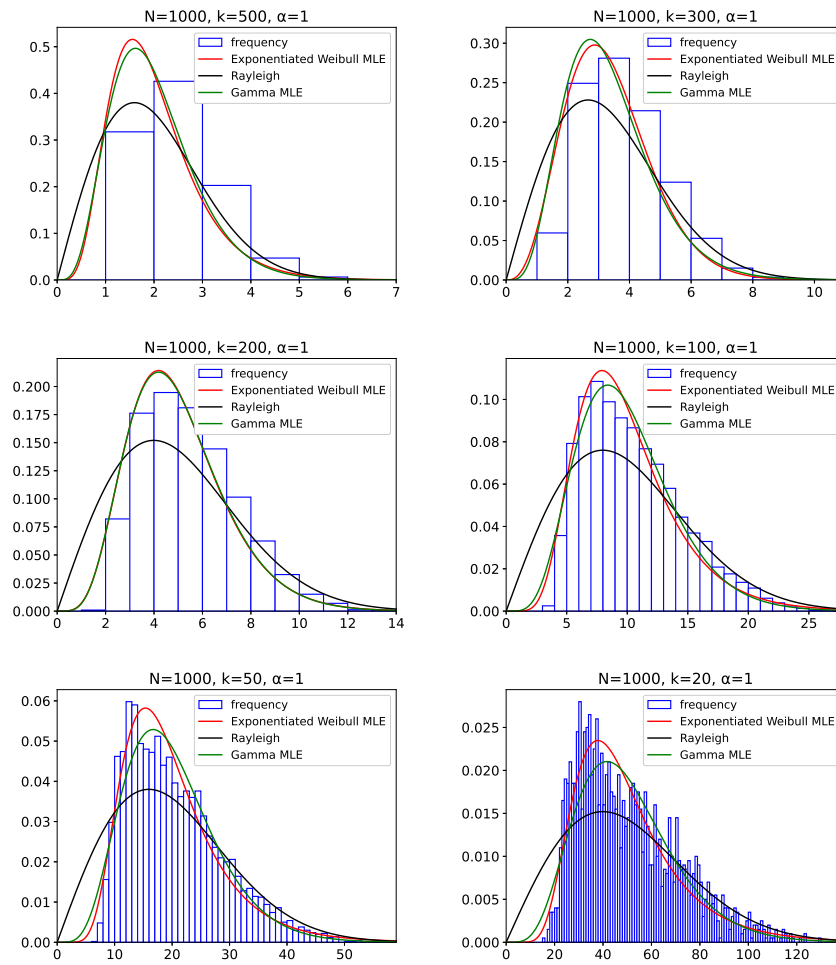 N=1000, k=500, α=1
frequency
Exponentiated Weibull MLE
Rayleigh
Gamma MLE
0.5
0.4
0.3
0.2
0.1
0.0
0 1 2 3 4 5 6 7
N=1000, k=300, α=1
frequency
Exponentiated Weibull MLE
Rayleigh
Gamma MLE
0.30
0.25
0.20
0.15
0.10
0.05
0.00
0 2 4 6 8 10
N=1000, k=200, α=1
frequency
Exponentiated Weibull MLE
Rayleigh
Gamma MLE
0.200
0.175
0.150
0.125
0.100
0.075
0.050
0.025
0.000
0 2 4 6 8 10 12 14
N=1000, k=100, α=1
frequency
Exponentiated Weibull MLE
Rayleigh
Gamma MLE
0.10
0.08
0.06
0.04
0.02
0.00
0 5 10 15 20 25
N=1000, k=50, α=1
frequency
Exponentiated Weibull MLE
Rayleigh
Gamma MLE
0.06
0.05
0.04
0.03
0.02
0.01
0.00
0 10 20 30 40 50
N=1000, k=20, α=1
frequency
Exponentiated Weibull MLE
Rayleigh
Gamma MLE
0.025
0.020
0.015
0.010
0.005
0.000
0 20 40 60 80 100 120